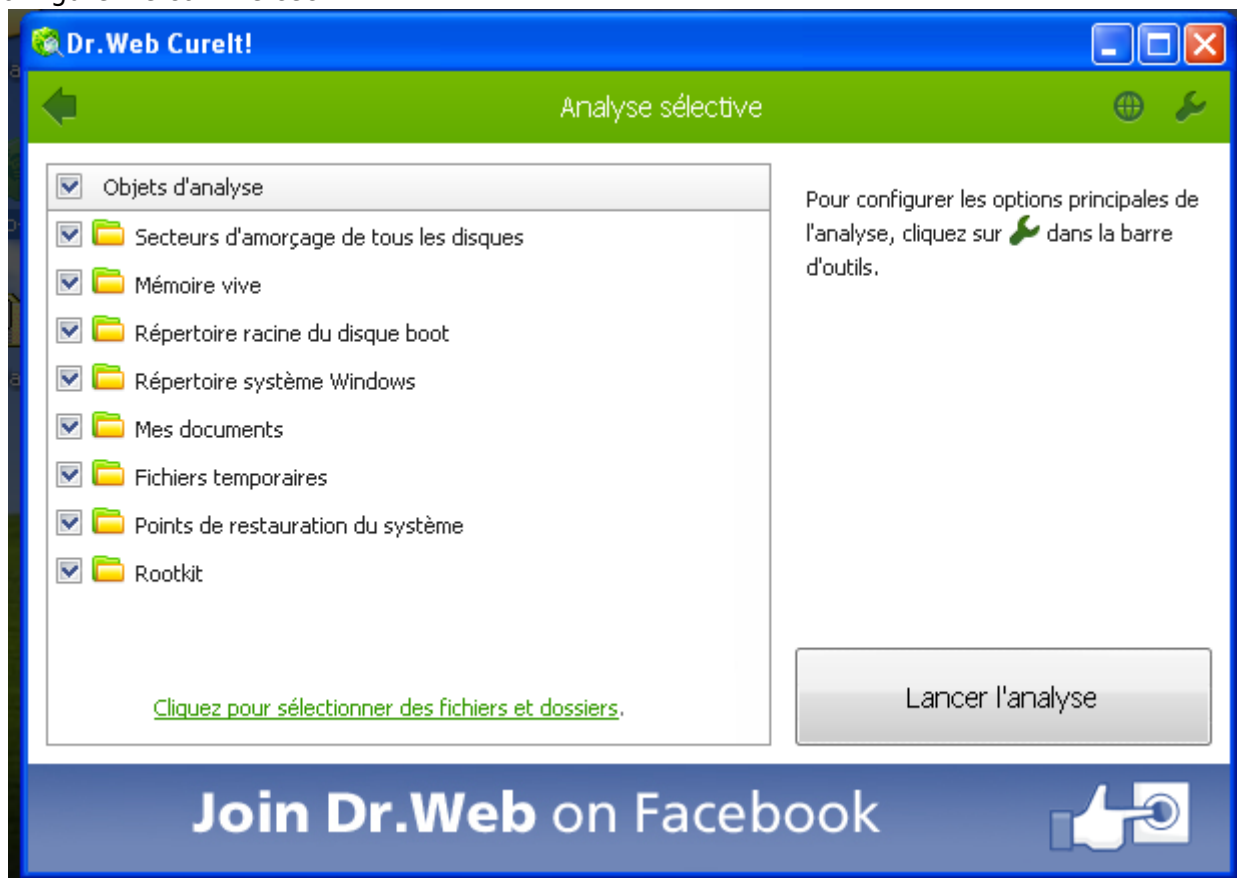 Dr.Web CureIt!
Analyse sélective
Objets d'analyse
Secteurs d'amorçage de tous les disques
Mémoire vive
Répertoire racine du disque boot
Répertoire système Windows
Mes documents
Fichiers temporaires
Points de restauration du système
Rootkit
Cliquez pour sélectionner des fichiers et dossiers.
Pour configurer les options principales de
l'analyse, cliquez sur dans la barre
d'outils.
Lancer l'analyse
Join Dr.Web on Facebook